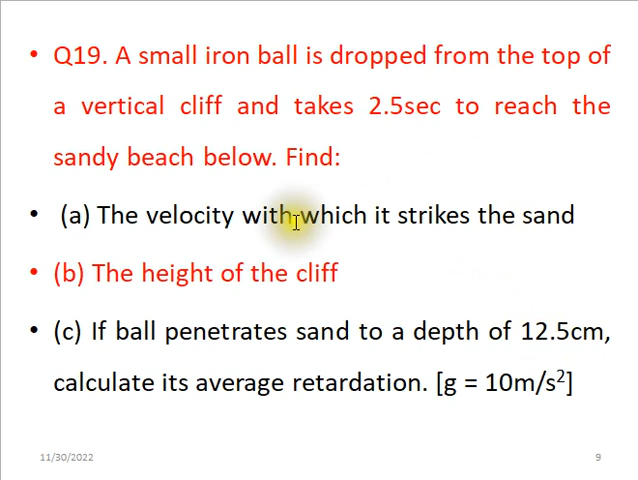 • Q19. A small iron ball is dropped from the top of
a vertical cliff and takes 2.5sec to reach the
sandy beach below. Find:
• (a) The velocity with which it strikes the sand
• (b) The height of the cliff
• (c) If ball penetrates sand to a depth of 12.5cm,
calculate its average retardation. [g = 10m/s²]
11/30/2022 9